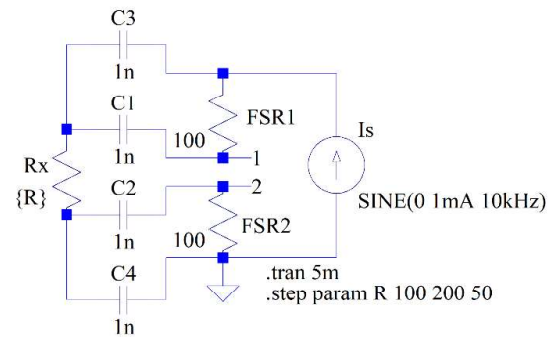 C3
1n
C1
1n
100
FSR1
1
Is
Rx
{R}
C2
1n
2
SINE(0 1mA 10kHz)
100
FSR2
C4
1n
.tran 5m
.step param R 100 200 50